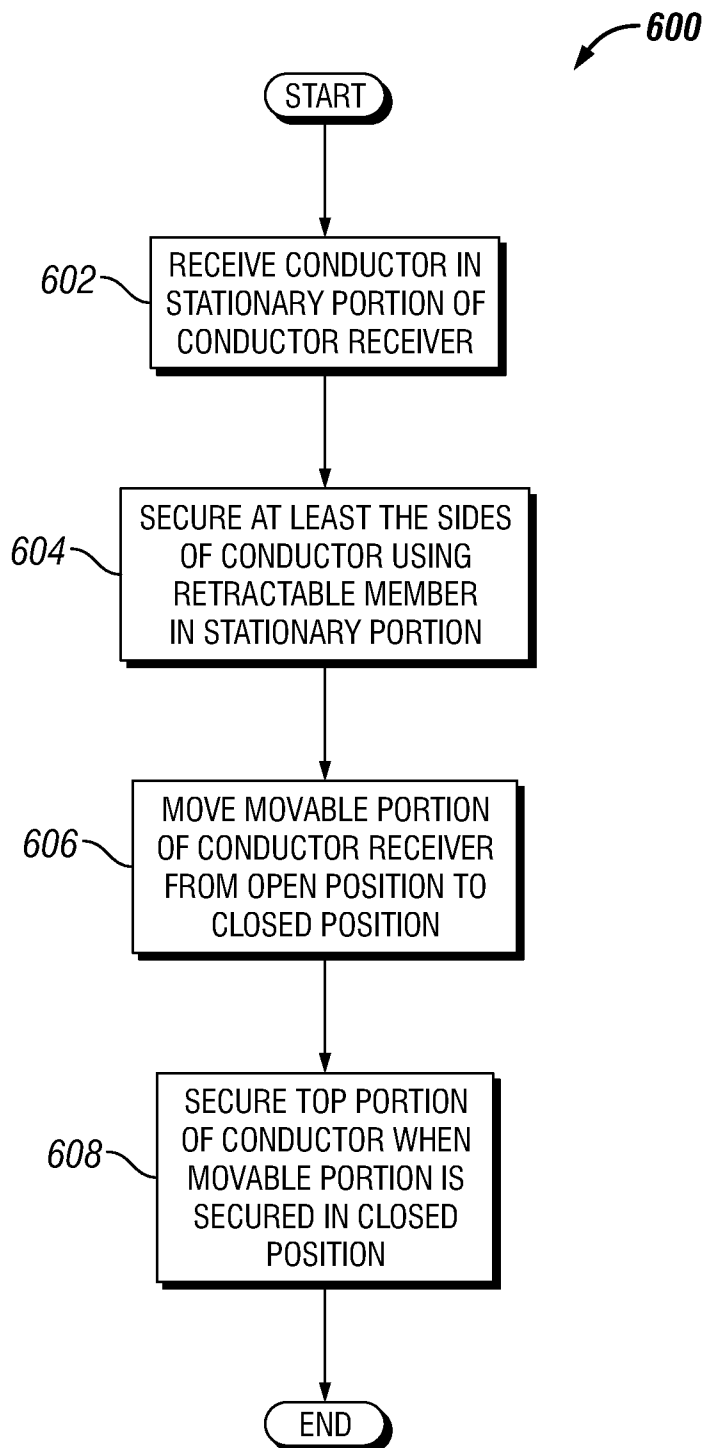 600
START
602
RECEIVE CONDUCTOR IN
STATIONARY PORTION OF
CONDUCTOR RECEIVER
604
SECURE AT LEAST THE SIDES
OF CONDUCTOR USING
RETRACTABLE MEMBER
IN STATIONARY PORTION
606
MOVE MOVABLE PORTION
OF CONDUCTOR RECEIVER
FROM OPEN POSITION TO
CLOSED POSITION
608
SECURE TOP PORTION
OF CONDUCTOR WHEN
MOVABLE PORTION IS
SECURED IN CLOSED
POSITION
END